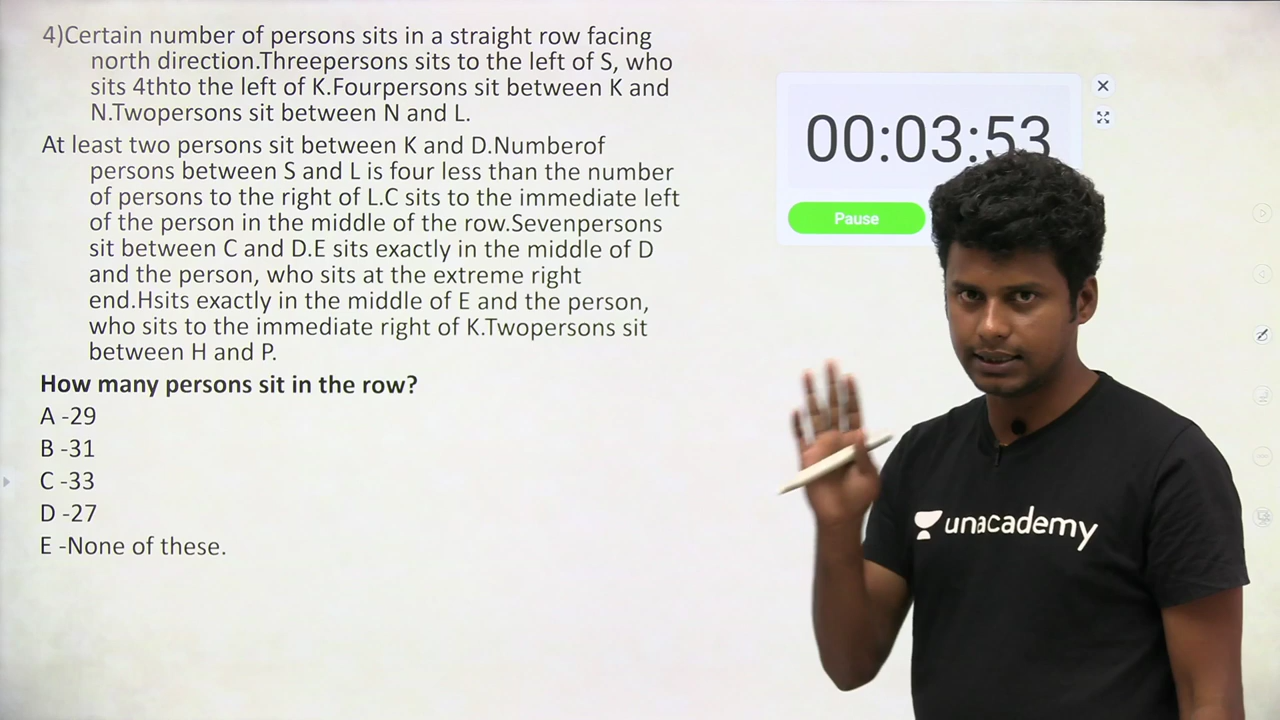 4)Certain number of persons sits in a straight row facing
north direction.Threepersons sits to the left of S, who
sits 4thto the left of K.Fourpersons sit between K and
N.Twopersons sit between N and L.
At least two persons sit between K and D.Numberof
persons between S and L is four less than the number
of persons to the right of L.C sits to the immediate left
of the person in the middle of the row.Sevenpersons
sit between C and D.E sits exactly in the middle of D
and the person, who sits at the extreme right
end.Hsits exactly in the middle of E and the person,
who sits to the immediate right of K.Twopersons sit
between H and P.
How many persons sit in the row?
A -29
B -31
C -33
D -27
E -None of these.
00:03:53
Pause
unacademy